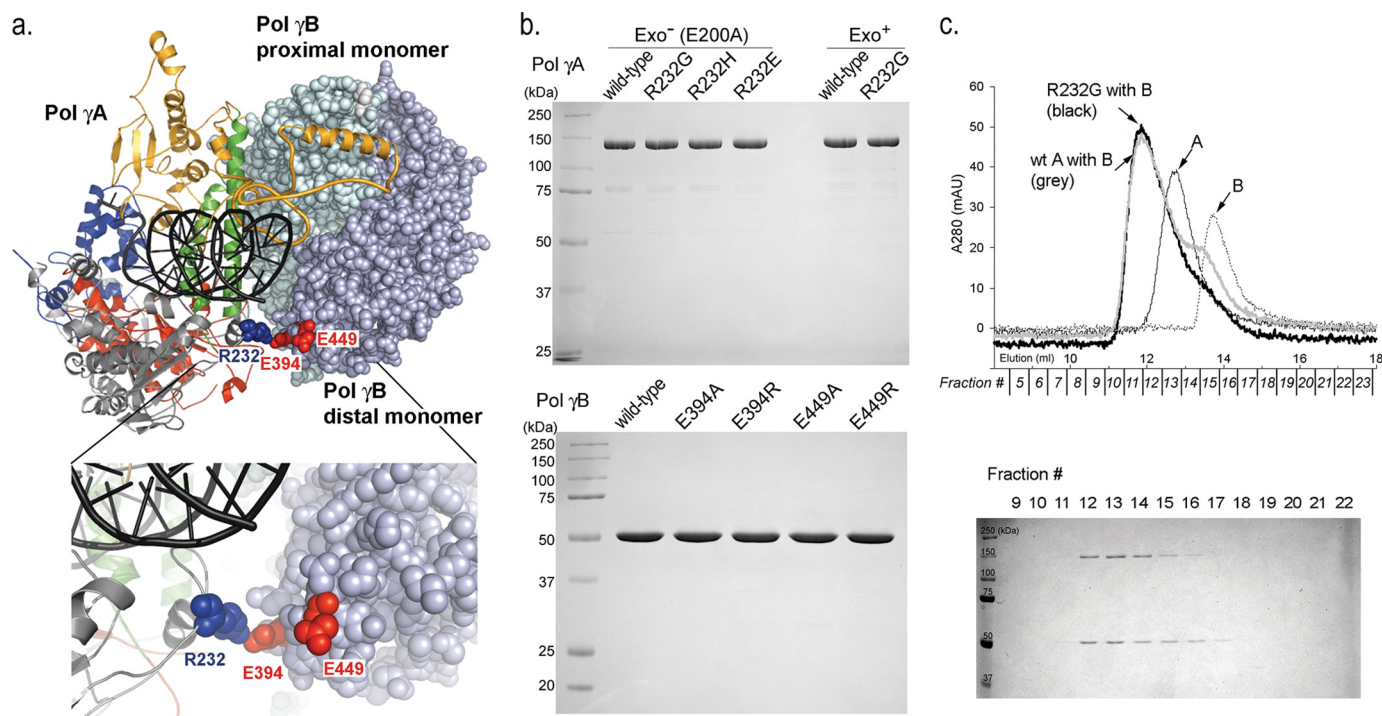 a.
Pol γB
proximal monomer
Pol γA
R232
E394
E449
Pol γB
distal monomer
R232
E394
E449
b.
Exo⁻ (E200A)
Exo⁺
Pol γA
wild-type
R232G
R232H
R232E
wild-type
R232G
(kDa)
250
150
100
75
50
37
25
Pol γB
wild-type
E394A
E394R
E449A
E449R
(kDa)
250
150
100
75
50
37
25
20
c.
60
50
40
30
20
10
0
A280 (mAU)
R232G with B
(black)
wt A with B
(grey)
A
B
Elution (ml) 10 12 14 16 18
Fraction # 5 6 7 8 9 10 11 12 13 14 15 16 17 18 19 20 21 22 23
Fraction #
9 10 11 12 13 14 15 16 17 18 19 20 21 22
250 (kDa)
150
100
75
50
37